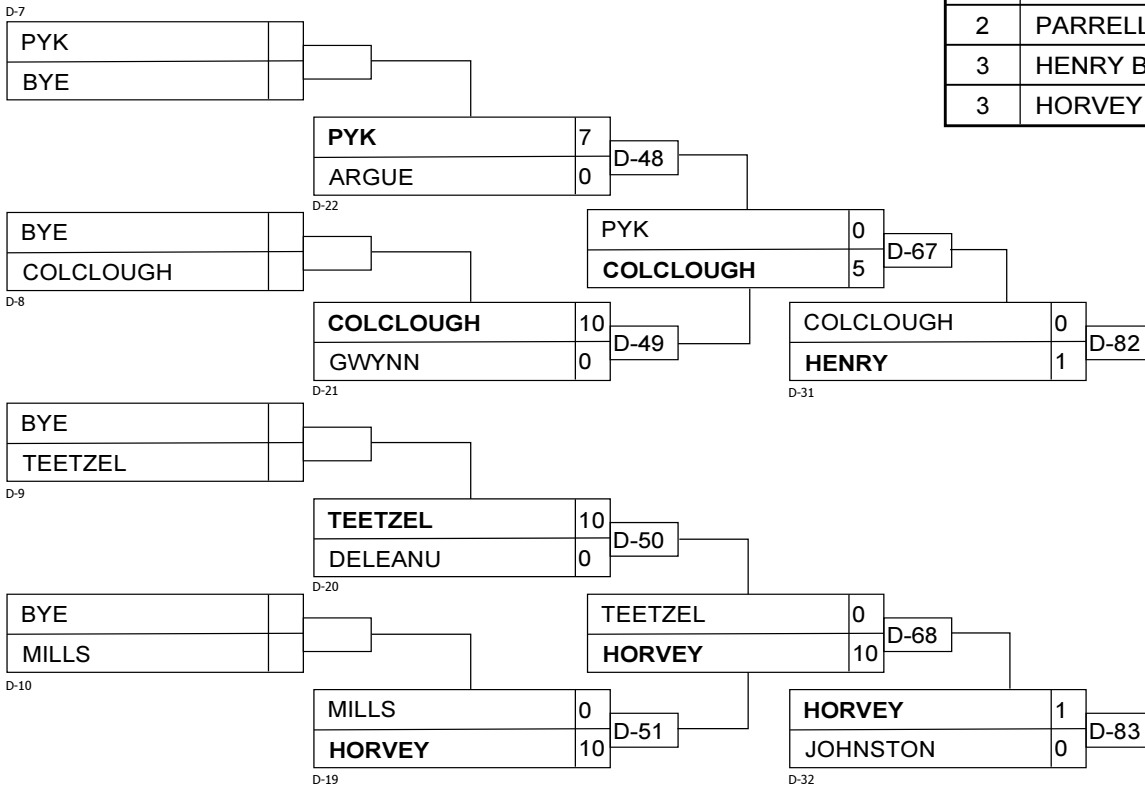 D-7
PYK
BYE
2 PARRELL
3 HENRY B
3 HORVEY
PYK 7
ARGUE 0
D-48
D-22
BYE
COLCLOUGH
D-8
PYK 0
COLCLOUGH 5
D-67
COLCLOUGH 10
GWYNN 0
D-49
D-21
COLCLOUGH 0
HENRY 1
D-82
D-31
BYE
TEETZEL
D-9
TEETZEL 10
DELEANU 0
D-50
D-20
BYE
MILLS
D-10
TEETZEL 0
HORVEY 10
D-68
MILLS 0
HORVEY 10
D-51
D-19
HORVEY 1
JOHNSTON 0
D-83
D-32